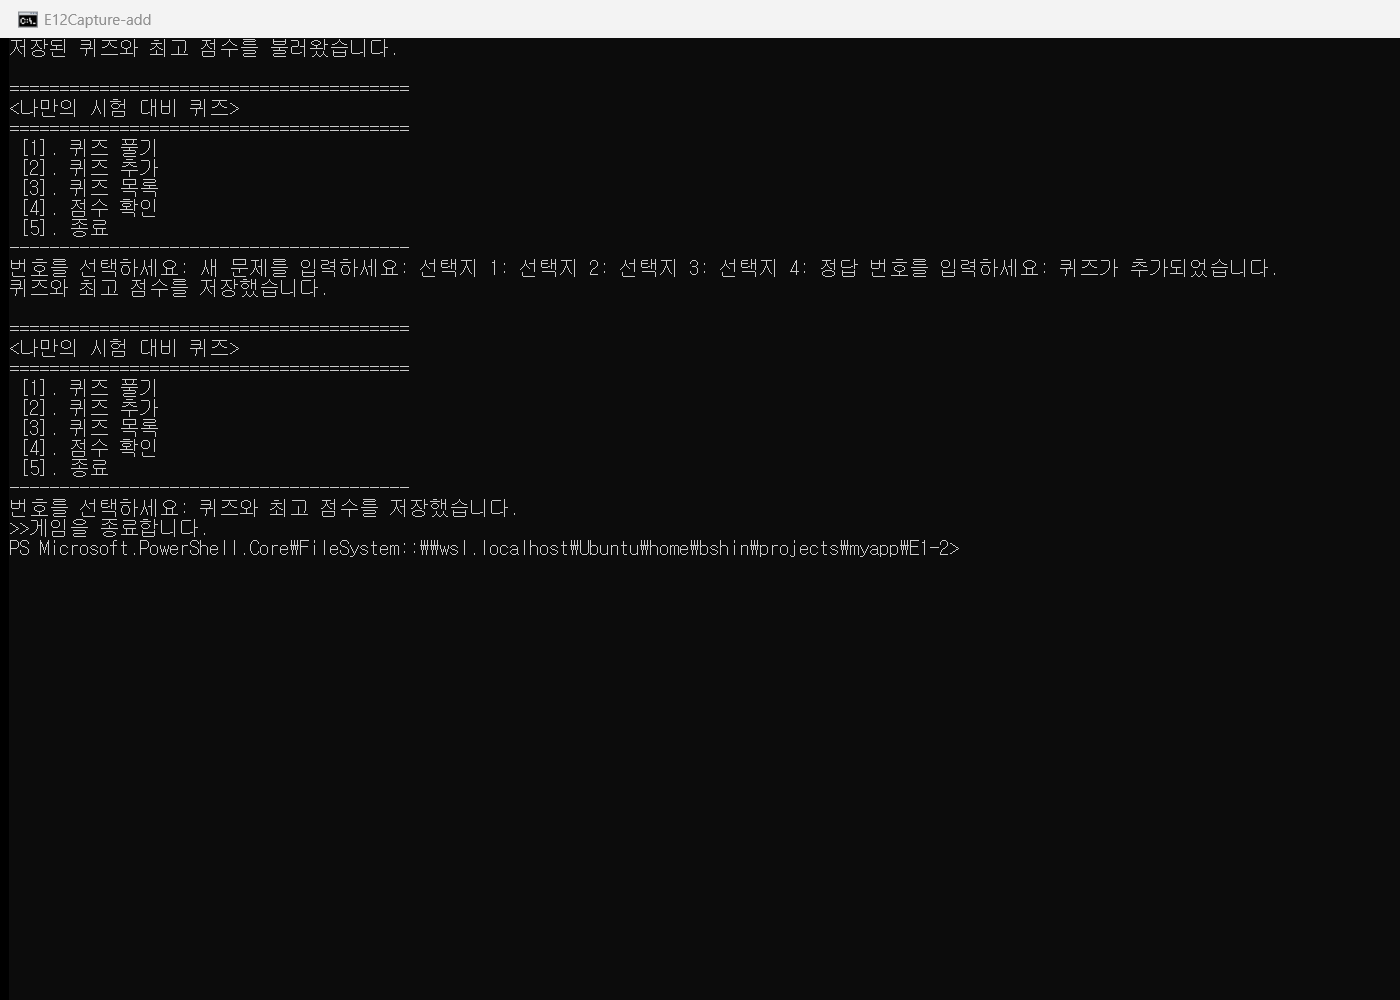 E12Capture-add
저장된 퀴즈와 최고 점수를 불러왔습니다.
========================================
<나만의 시험 대비 퀴즈>
========================================
[1]. 퀴즈 풀기
[2]. 퀴즈 추가
[3]. 퀴즈 목록
[4]. 점수 확인
[5]. 종료
----------------------------------------
번호를 선택하세요: 새 문제를 입력하세요: 선택지 1: 선택지 2: 선택지 3: 선택지 4: 정답 번호를 입력하세요: 퀴즈가 추가되었습니다.
퀴즈와 최고 점수를 저장했습니다.
========================================
<나만의 시험 대비 퀴즈>
========================================
[1]. 퀴즈 풀기
[2]. 퀴즈 추가
[3]. 퀴즈 목록
[4]. 점수 확인
[5]. 종료
----------------------------------------
번호를 선택하세요: 퀴즈와 최고 점수를 저장했습니다.
>>게임을 종료합니다.
PS Microsoft.PowerShell.Core₩FileSystem::₩₩wsl.localhost₩Ubuntu₩home₩bshin₩projects₩myapp₩E1-2>